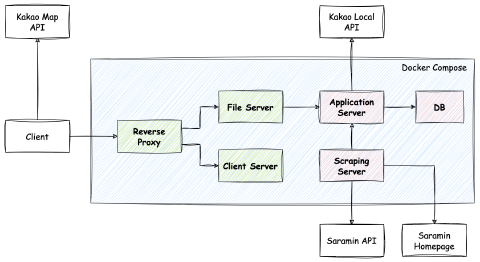 Kakao Map
API
Kakao Local
API
Docker Compose
File Server
Application
Server
DB
Client
Reverse
Proxy
Client Server
Scraping
Server
Saramin API
Saramin
Homepage